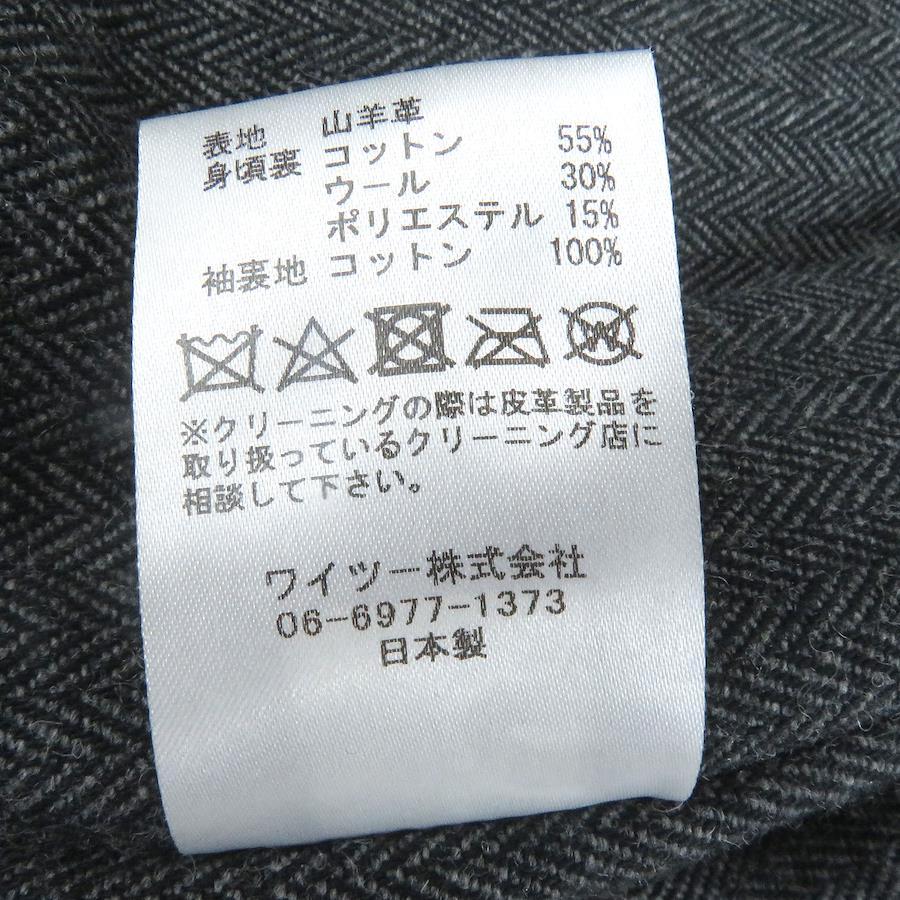 表地 山羊革
身頃裏 コットン 55%
ウール 30%
ポリエステル 15%
袖裏地 コットン 100%
W
※クリーニングの際は皮革製品を
取り扱っているクリーニング店に
相談して下さい。
ワイツー株式会社
06-6977-1373
日本製